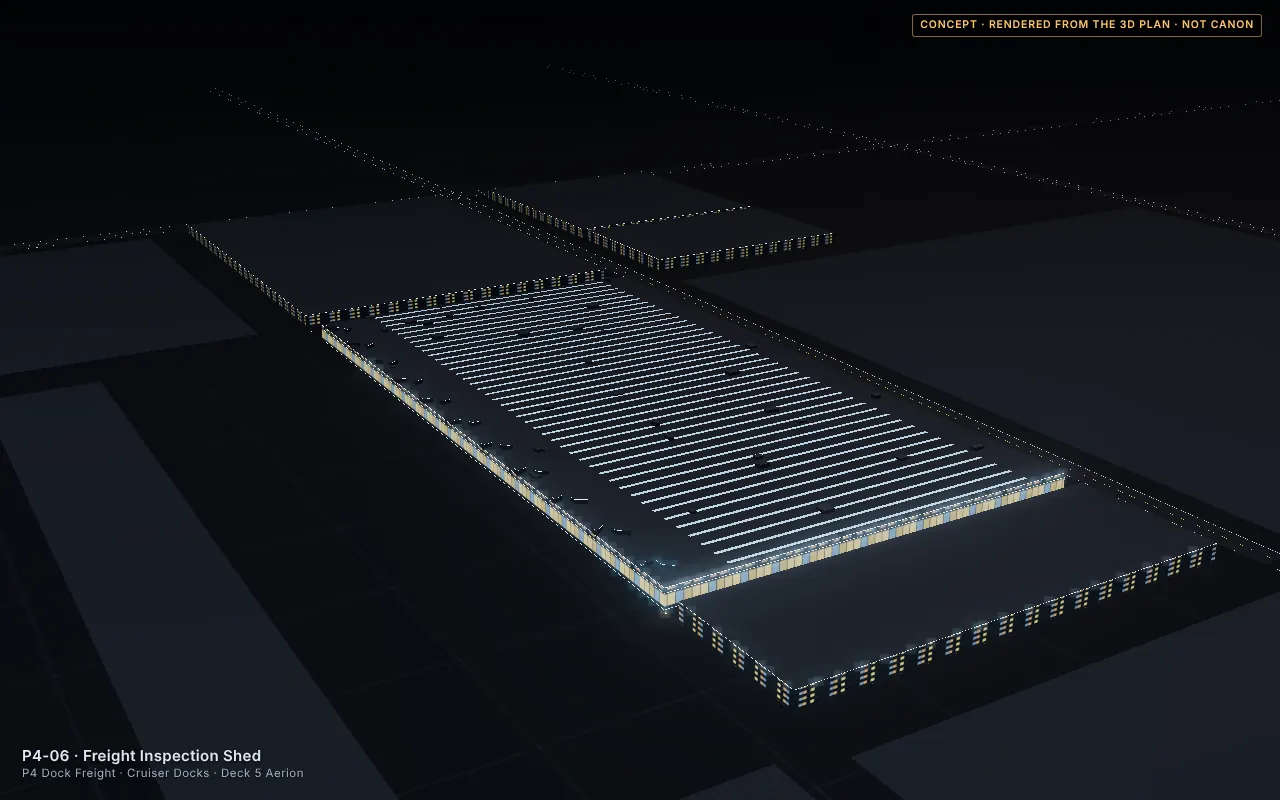 CONCEPT · RENDERED FROM THE 3D PLAN · NOT CANON
P4-06 · Freight Inspection Shed
P4 Dock Freight · Cruiser Docks · Deck 5 Aerion